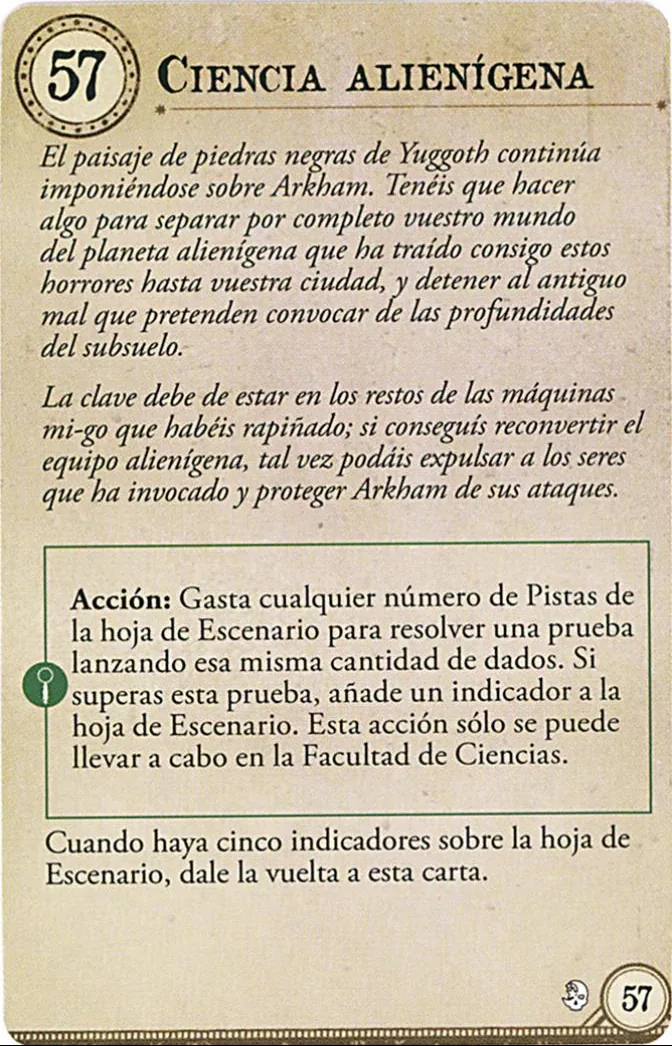 57
CIENCIA ALIENÍGENA
El paisaje de piedras negras de Yuggoth continúa
imponiéndose sobre Arkham. Tenéis que hacer
algo para separar por completo vuestro mundo
del planeta alienígena que ha traído consigo estos
horrores hasta vuestra ciudad, y detener al antiguo
mal que pretenden convocar de las profundidades
del subsuelo.
La clave debe de estar en los restos de las máquinas
mi-go que habéis rapiñado; si conseguís reconvertir el
equipo alienígena, tal vez podáis expulsar a los seres
que ha invocado y proteger Arkham de sus ataques.
Acción: Gasta cualquier número de Pistas de
la hoja de Escenario para resolver una prueba
lanzando esa misma cantidad de dados. Si
superas esta prueba, añade un indicador a la
hoja de Escenario. Esta acción sólo se puede
llevar a cabo en la Facultad de Ciencias.
Cuando haya cinco indicadores sobre la hoja de
Escenario, dale la vuelta a esta carta.
57